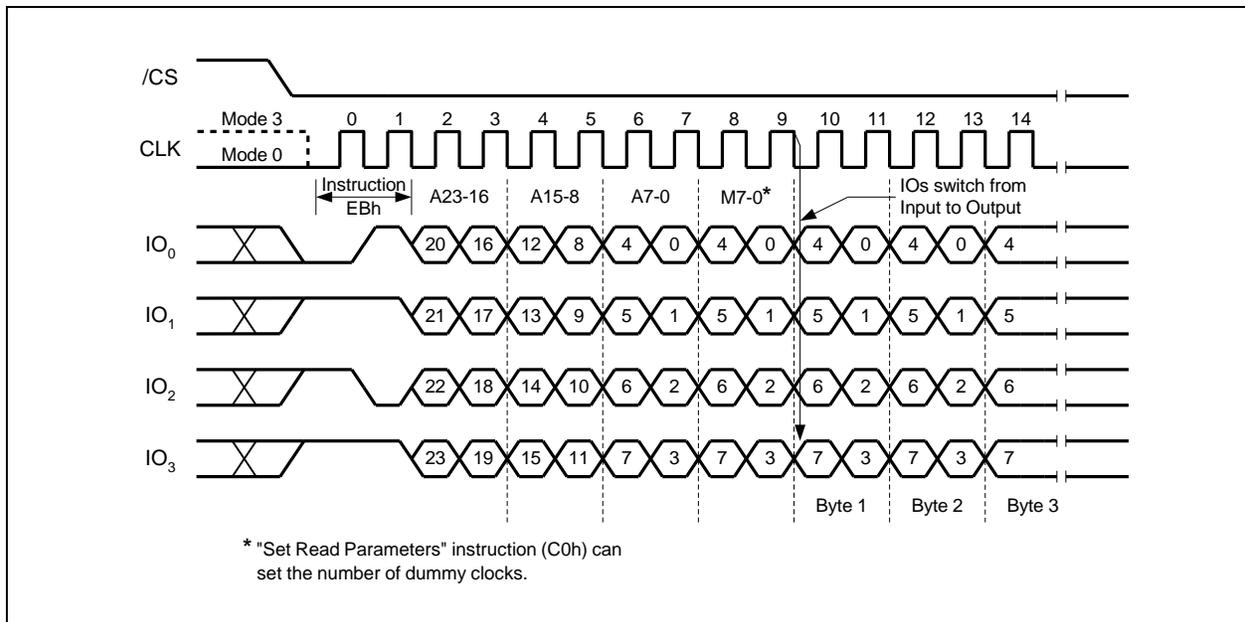 /CS
Mode 3 0 1 2 3 4 5 6 7 8 9 10 11 12 13 14
CLK
Mode 0
Instruction
EBh
A23-16 A15-8 A7-0 M7-0*
IOs switch from
Input to Output
IO0 20 16 12 8 4 0 4 0 4 0 4 0 4
IO1 21 17 13 9 5 1 5 1 5 1 5 1 5
IO2 22 18 14 10 6 2 6 2 6 2 6 2 6
IO3 23 19 15 11 7 3 7 3 7 3 7 3 7
Byte 1 Byte 2 Byte 3
* "Set Read Parameters" instruction (C0h) can
set the number of dummy clocks.